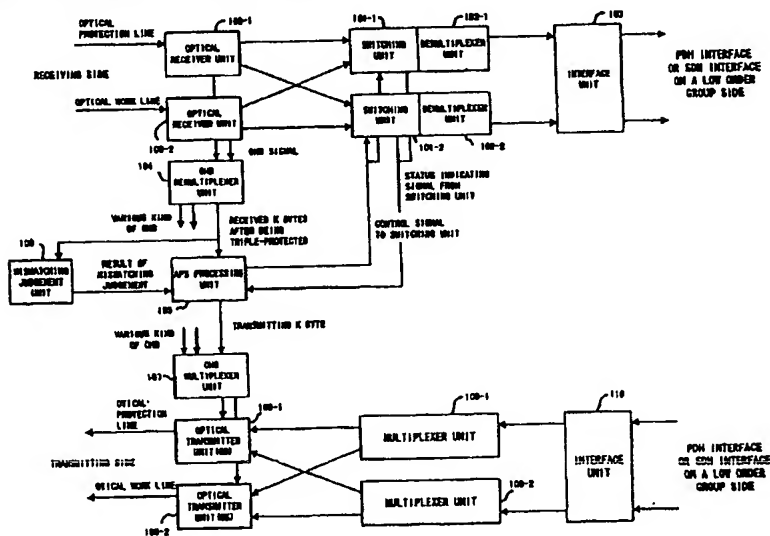 OPTICAL
PROTECTION LINE
100-1
OPTICAL
RECEIVER UNIT
101-1
SWITCHING
UNIT
102-1
DEMULTIPLEXER
UNIT
103
INTERFACE
UNIT
PDH INTERFACE
OR SDH INTERFACE
ON A LOW ORDER
GROUP SIDE
RECEIVING SIDE
OPTICAL WORK LINE
OPTICAL
RECEIVER UNIT
100-2
SWITCHING
UNIT
101-2
DEMULTIPLEXER
UNIT
102-2
OHB SIGNAL
104
OHB
DEMULTIPLEXER
UNIT
STATUS INDICATING
SIGNAL FROM
SWITCHING UNIT
VARIOUS KIND
OF OHB
RECEIVED K BYTES
AFTER BEING
TRIPLE-PROTECTED
CONTROL SIGNAL
TO SWITCHING UNIT
MISMATCHING
JUDGEMENT
UNIT
RESULT OF
MISMATCHING
JUDGEMENT
APS PROCESSING
UNIT
VARIOUS KIND
OF OHB
TRANSMITTING K BYTE
107
OHB
MULTIPLEXER
UNIT
OTICAL
PROTECTION
LINE
OPTICAL
TRANSMITTER
MULTIPLEXER UNIT
110
INTERFACE
UNIT
PDH INTERFACE
OR SDH INTERFACE
ON A LOW ORDER
GROUP SIDE
TRANSMITTING SIDE
OTICAL WORK LINE
OPTICAL
TRANSMITTER
MULTIPLEXER UNIT